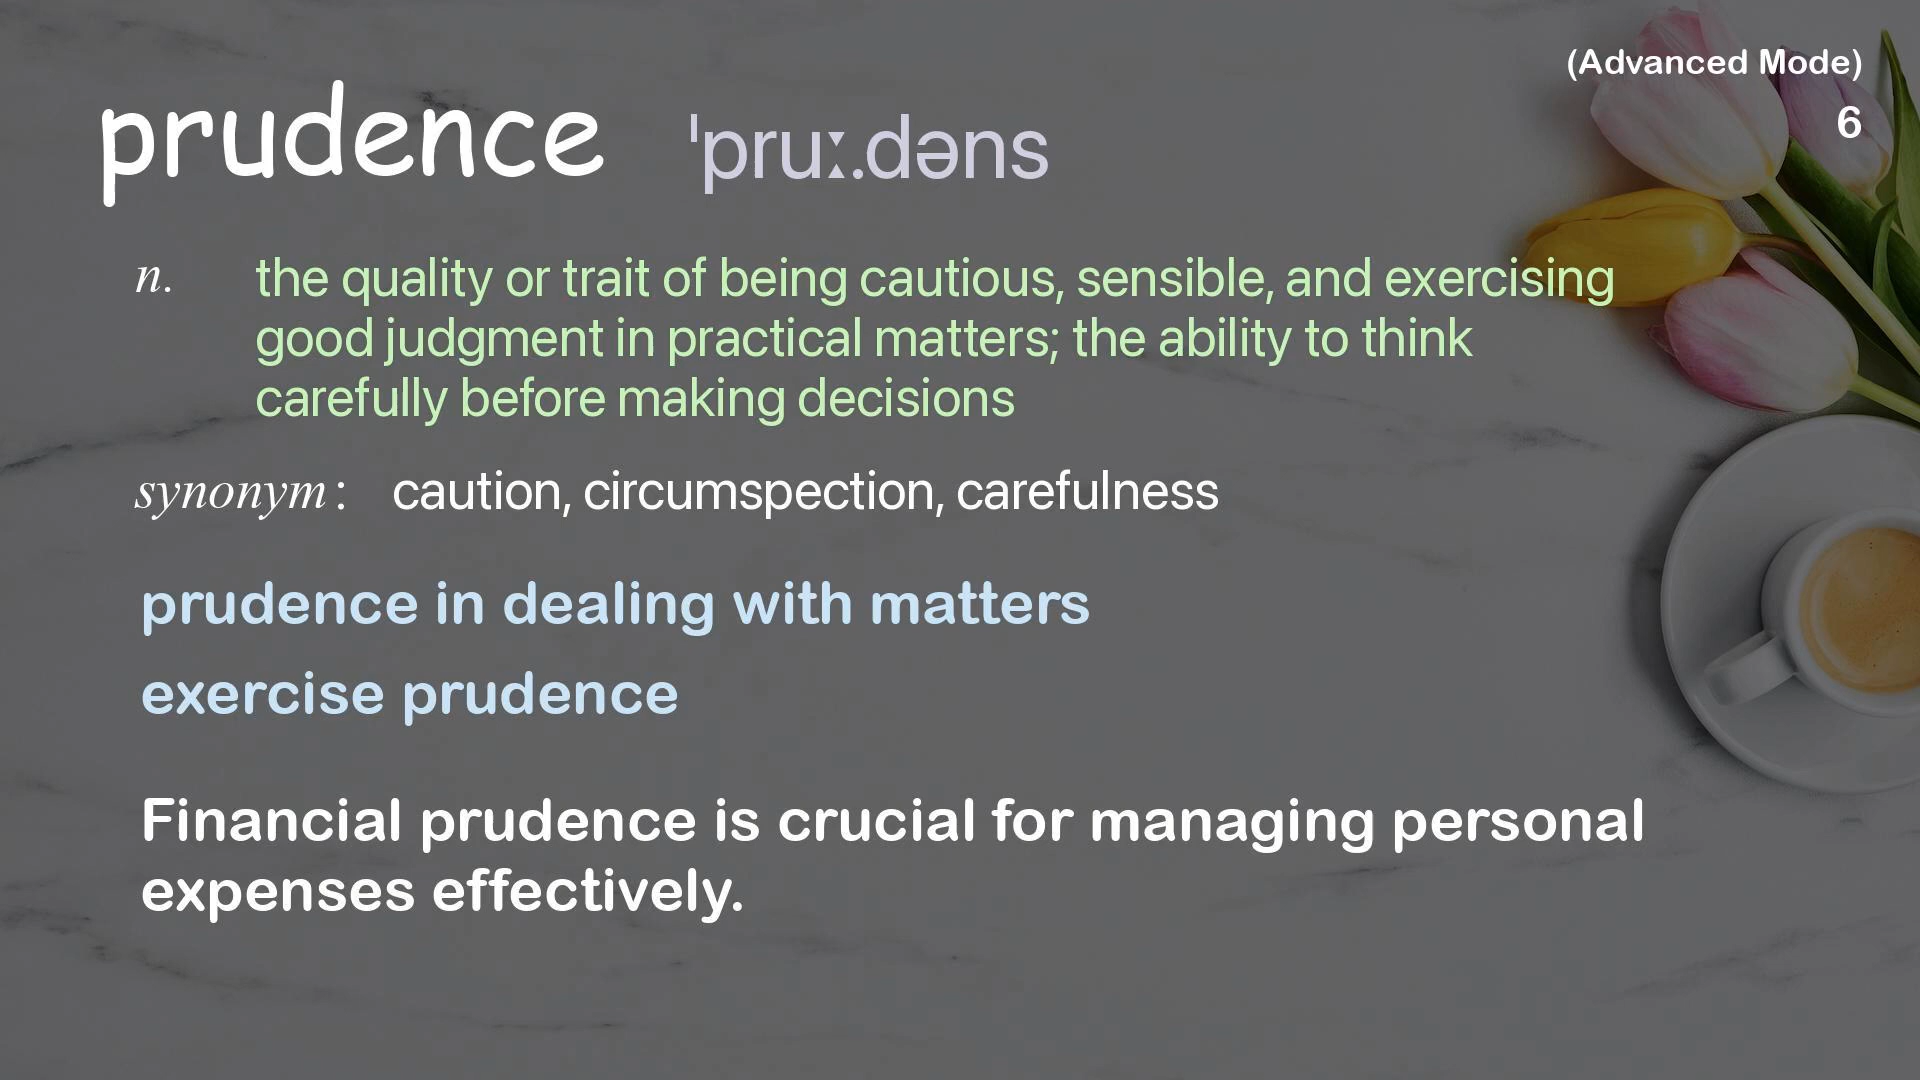 (Advanced Mode)
6
prudence ˈpruː.dəns
n. the quality or trait of being cautious, sensible, and exercising
good judgment in practical matters; the ability to think
carefully before making decisions
synonym: caution, circumspection, carefulness
prudence in dealing with matters
exercise prudence
Financial prudence is crucial for managing personal
expenses effectively.